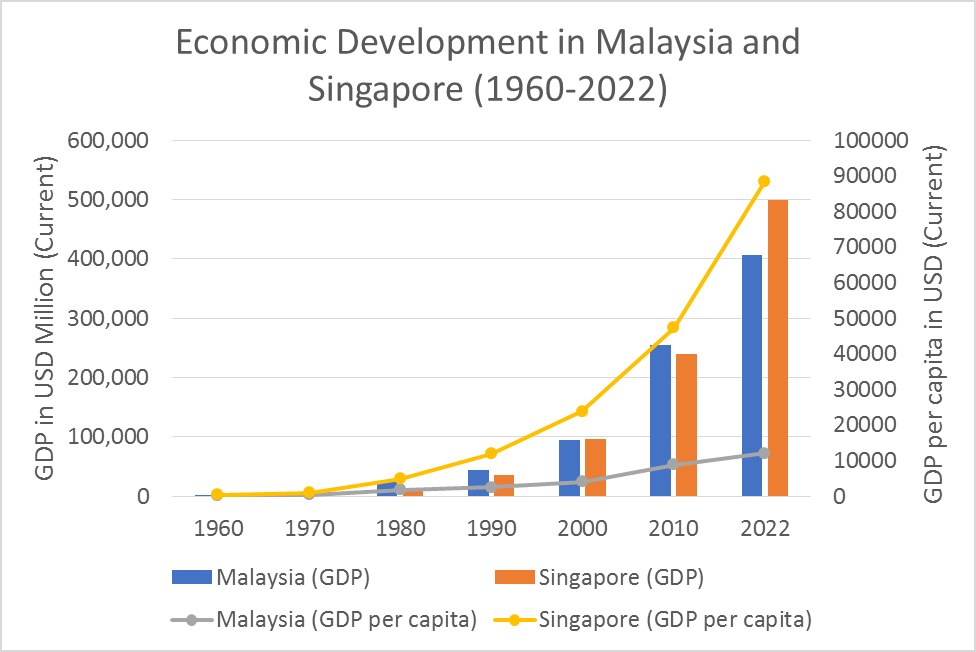 Economic Development in Malaysia and
Singapore (1960-2022)
GDP in USD Million (Current)
600,000
500,000
400,000
300,000
200,000
100,000
0
100000
90000
80000
70000
60000
50000
40000
30000
20000
10000
0
GDP per capita in USD (Current)
1960 1970 1980 1990 2000 2010 2022
Malaysia (GDP) Singapore (GDP)
Malaysia (GDP per capita) Singapore (GDP per capita)